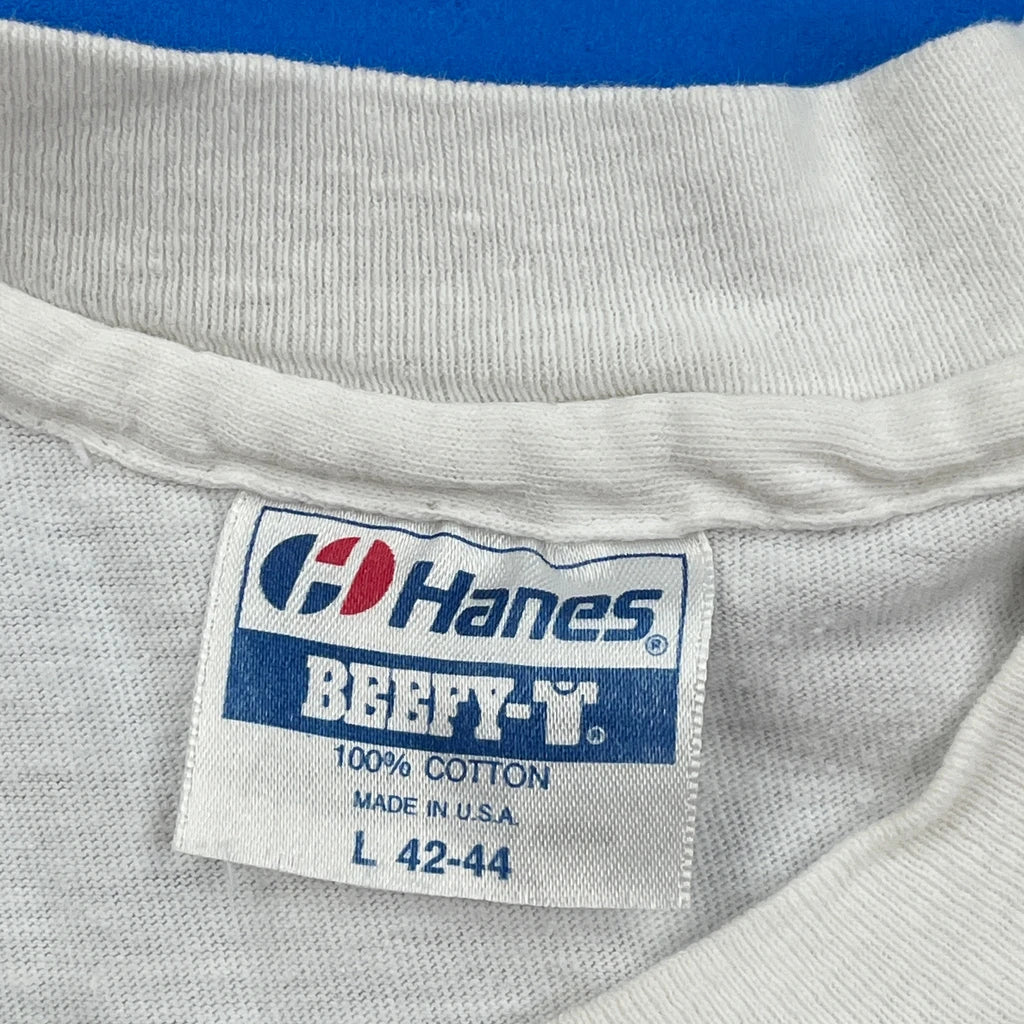 Hanes®
BEEFY-T®
100% COTTON
MADE IN U.S.A.
L 42-44